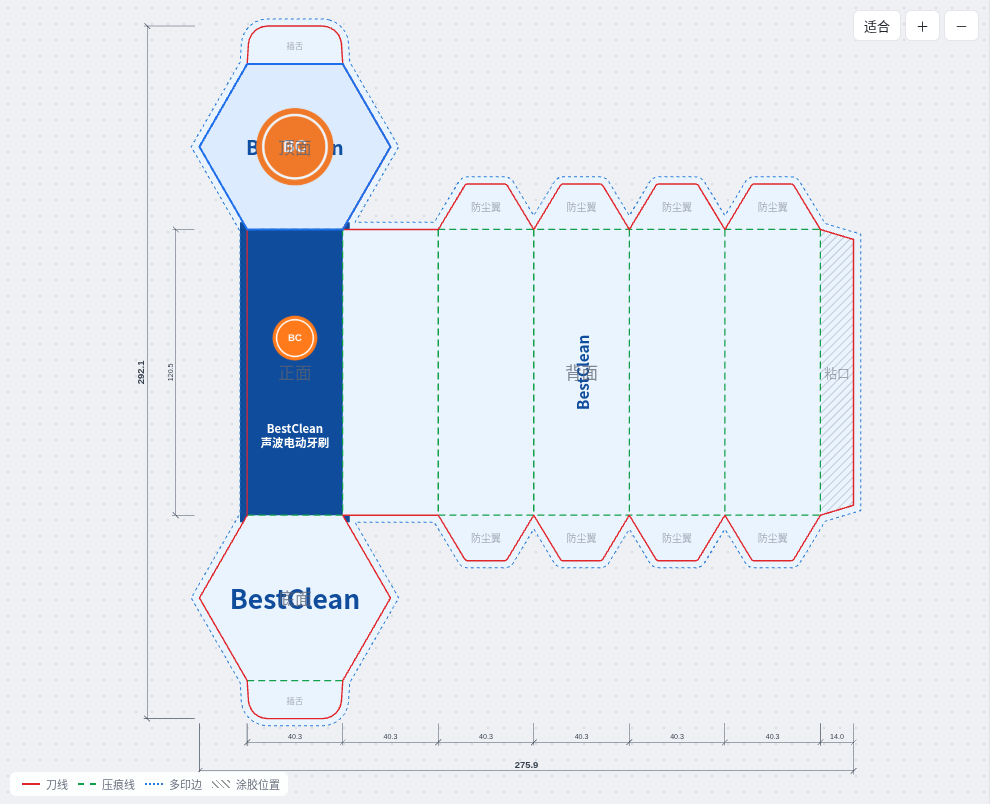 适合
+
−
插舌
BestClean
BC
顶面
防尘翼
防尘翼
防尘翼
防尘翼
292.1
120.5
BC
正面
BestClean
声波电动牙刷
BestClean
背面
粘口
防尘翼
防尘翼
防尘翼
防尘翼
BestClean
底面
插舌
40.3
40.3
40.3
40.3
40.3
40.3
14.0
275.9
刀线
压痕线
多印边
涂胶位置